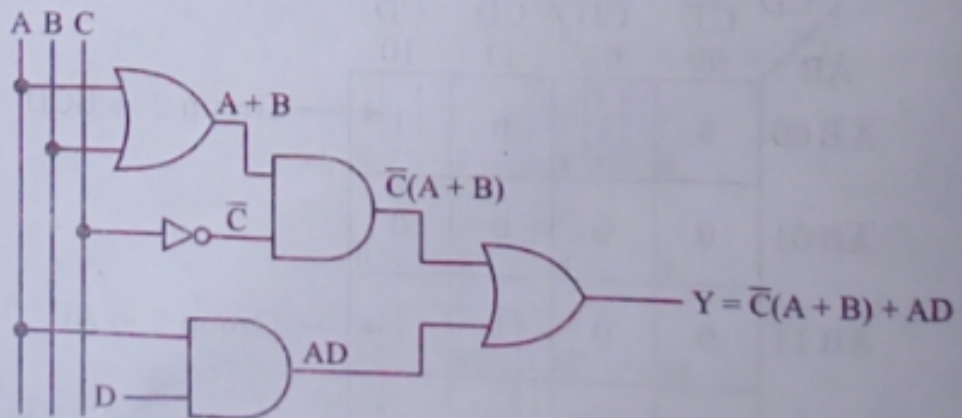 A B C
A + B
C̅
C̅(A + B)
Y = C̅(A + B) + AD
AD
D